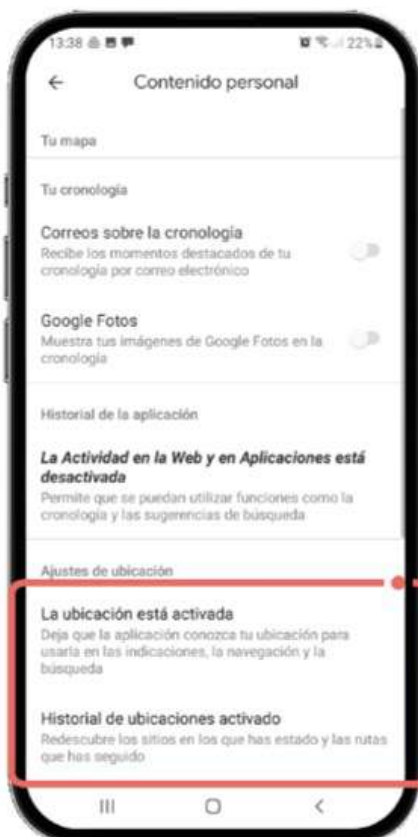 13:38
22%
Contenido personal
Tu mapa
Tu cronología
Correos sobre la cronología
Recibe los momentos destacados de tu
cronología por correo electrónico
Google Fotos
Muestra tus imágenes de Google Fotos en la
cronología
Historial de la aplicación
La Actividad en la Web y en Aplicaciones está
desactivada
Permite que se puedan utilizar funciones como la
cronología y las sugerencias de búsqueda
Ajustes de ubicación
La ubicación está activada
Deja que la aplicación conozca tu ubicación para
usarla en las indicaciones, la navegación y la
búsqueda
Historial de ubicaciones activado
Redescubre los sitios en los que has estado y las rutas
que has seguido